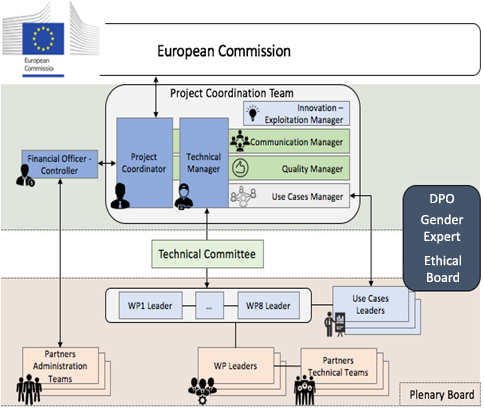 European Commission
European
Commission
Project Coordination Team
Innovation –
Exploitation Manager
Communication Manager
Quality Manager
Use Cases Manager
Project
Coordinator
Technical
Manager
Financial Officer -
Controller
DPO
Gender
Expert
Ethical
Board
Technical
Committee
WP1 Leader
...
WP8 Leader
Use Cases
Leaders
Partners
Administration
Teams
WP Leaders
Partners
Technical Teams
Plenary Board